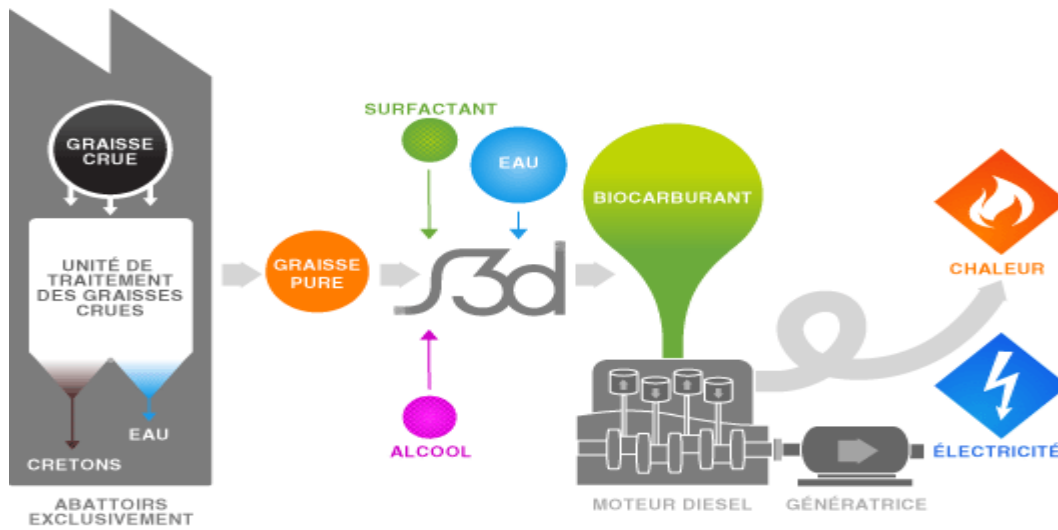 GRAISSE
CRUE
UNITÉ DE
TRAITEMENT
DES GRAISSES
CRUES
EAU
CRETONS
ABATTOIRS
EXCLUSIVEMENT
GRAISSE
PURE
SURFACTANT
EAU
S3d
ALCOOL
BIOCARBURANT
MOTEUR DIESEL
GÉNÉRATRICE
CHALEUR
ÉLECTRICITÉ